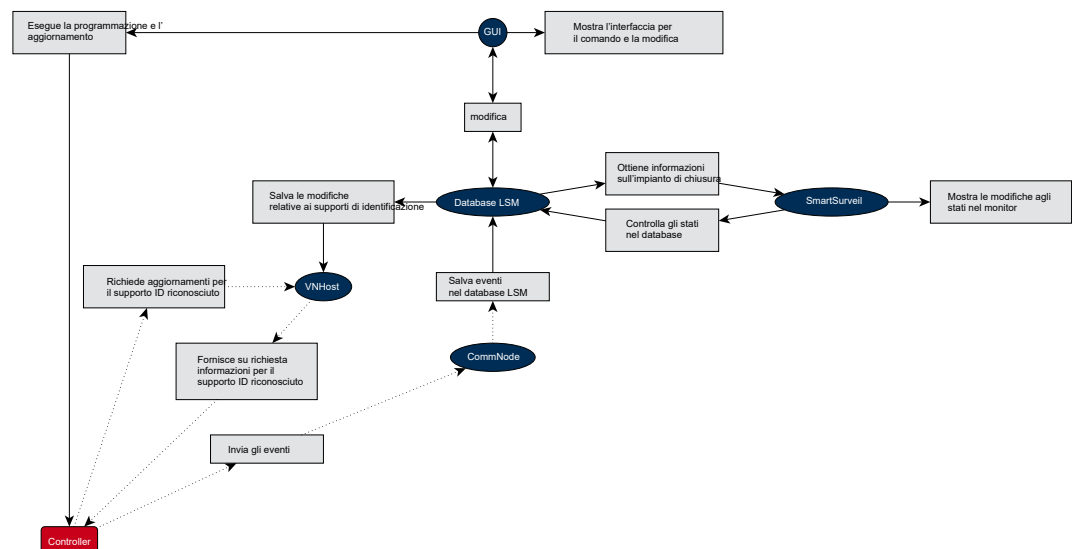 Esegue la programmazione e l’
aggiornamento
GUI
Mostra l’interfaccia per
il comando e la modifica
modifica
Ottiene informazioni
sull’impianto di chiusura
Salva le modifiche
relative ai supporti di identificazione
Database LSM
SmartSurveil
Mostra le modifiche agli
stati nel monitor
Controlla gli stati
nel database
Richiede aggiornamenti per
il supporto ID riconosciuto
VNHost
Salva eventi
nel database LSM
Fornisce su richiesta
informazioni per il
supporto ID riconosciuto
CommNode
Invia gli eventi
Controller